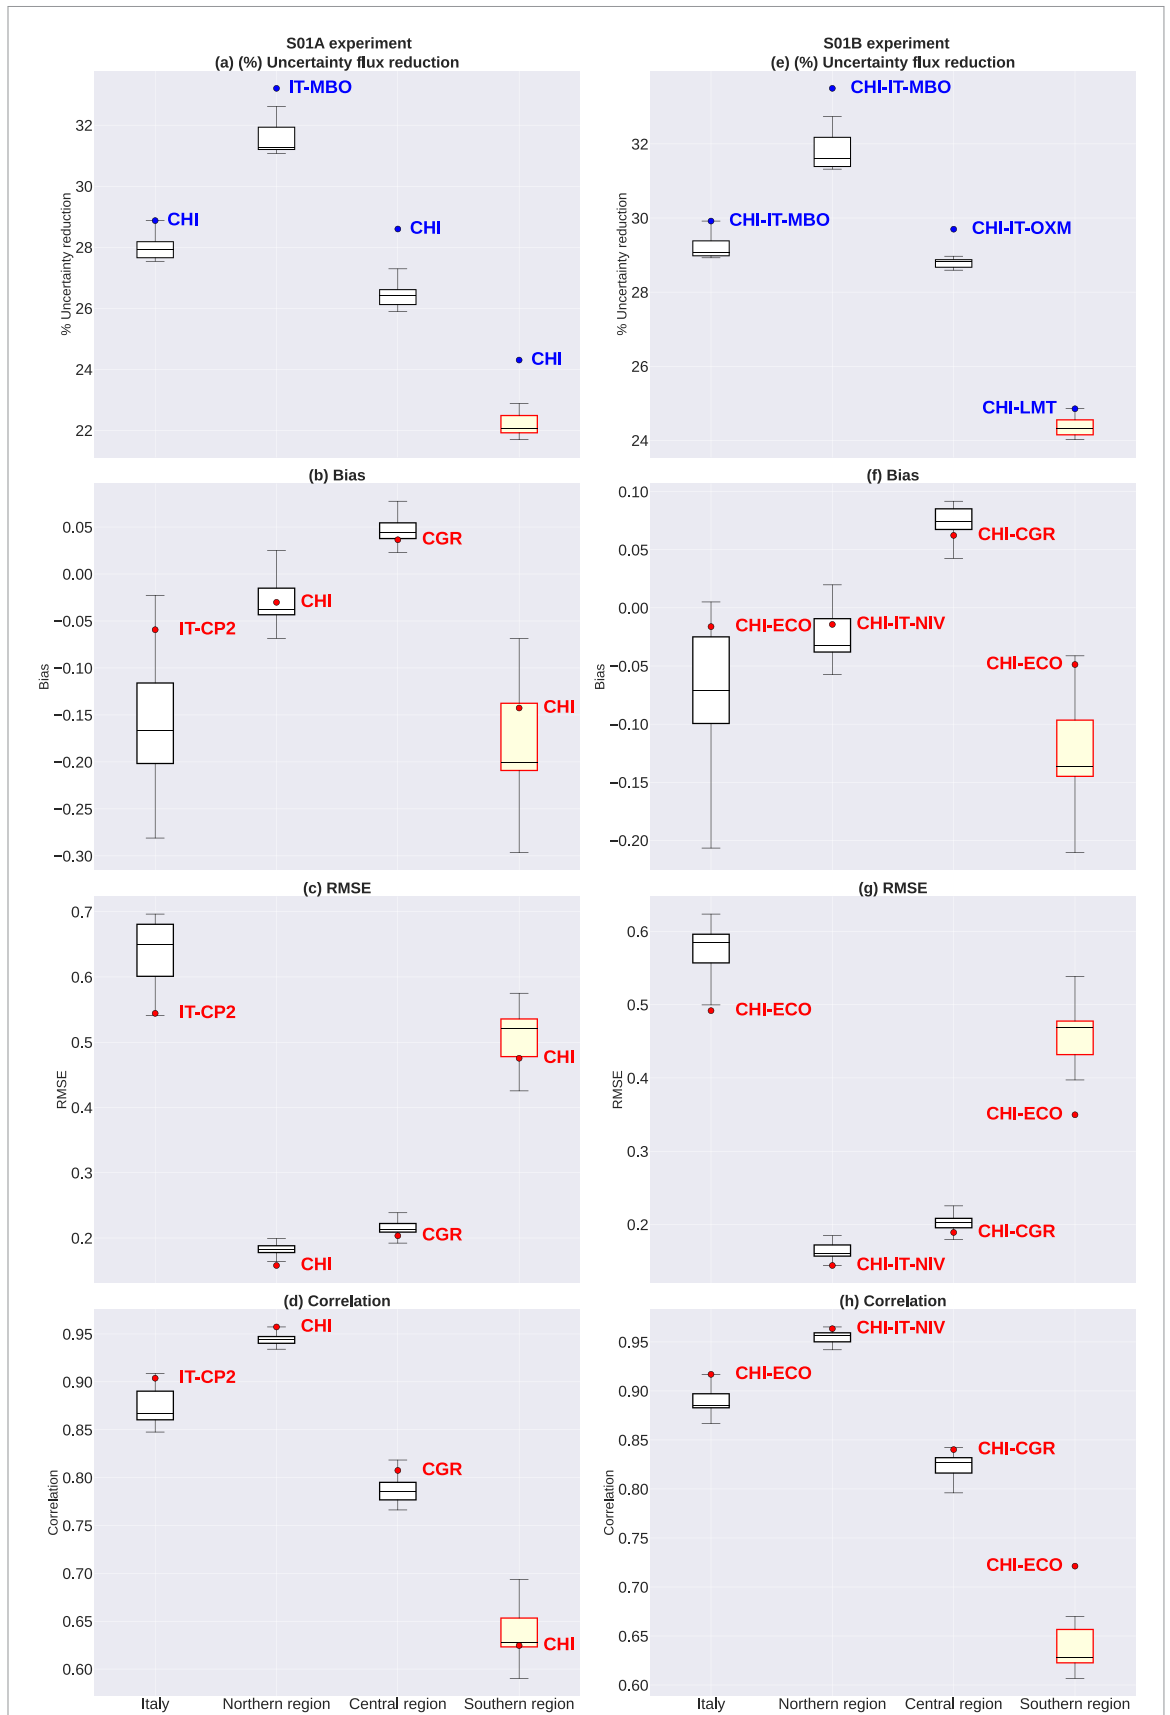 S01A experiment
(a) (%) Uncertainty flux reduction
% Uncertainty reduction
32
30
28
26
24
22
IT-MBO
CHI
CHI
CHI
(b) Bias
Bias
0.05
0.00
−0.05
−0.10
−0.15
−0.20
−0.25
−0.30
CGR
CHI
IT-CP2
CHI
(c) RMSE
RMSE
0.7
0.6
0.5
0.4
0.3
0.2
IT-CP2
CHI
CGR
CHI
(d) Correlation
Correlation
0.95
0.90
0.85
0.80
0.75
0.70
0.65
0.60
CHI
IT-CP2
CGR
CHI
Italy
Northern region
Central region
Southern region
S01B experiment
(e) (%) Uncertainty flux reduction
% Uncertainty reduction
32
30
28
26
24
CHI-IT-MBO
CHI-IT-MBO
CHI-IT-OXM
CHI-LMT
(f) Bias
Bias
0.10
0.05
0.00
−0.05
−0.10
−0.15
−0.20
CHI-CGR
CHI-ECO
CHI-IT-NIV
CHI-ECO
(g) RMSE
RMSE
0.6
0.5
0.4
0.3
0.2
CHI-ECO
CHI-ECO
CHI-CGR
CHI-IT-NIV
(h) Correlation
Correlation
0.95
0.90
0.85
0.80
0.75
0.70
0.65
0.60
CHI-IT-NIV
CHI-ECO
CHI-CGR
CHI-ECO
Italy
Northern region
Central region
Southern region